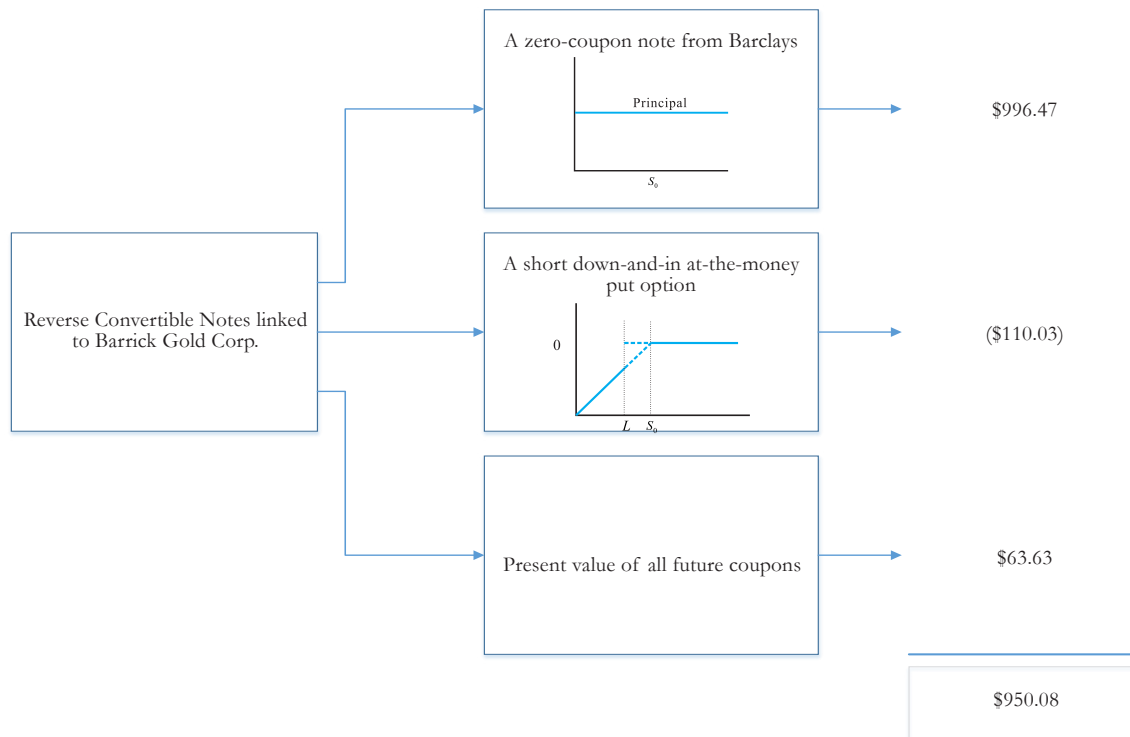 A zero-coupon note from Barclays
Principal
S₀
$996.47
Reverse Convertible Notes linked
to Barrick Gold Corp.
A short down-and-in at-the-money
put option
0
L S₀
($110.03)
Present value of all future coupons
$63.63
$950.08